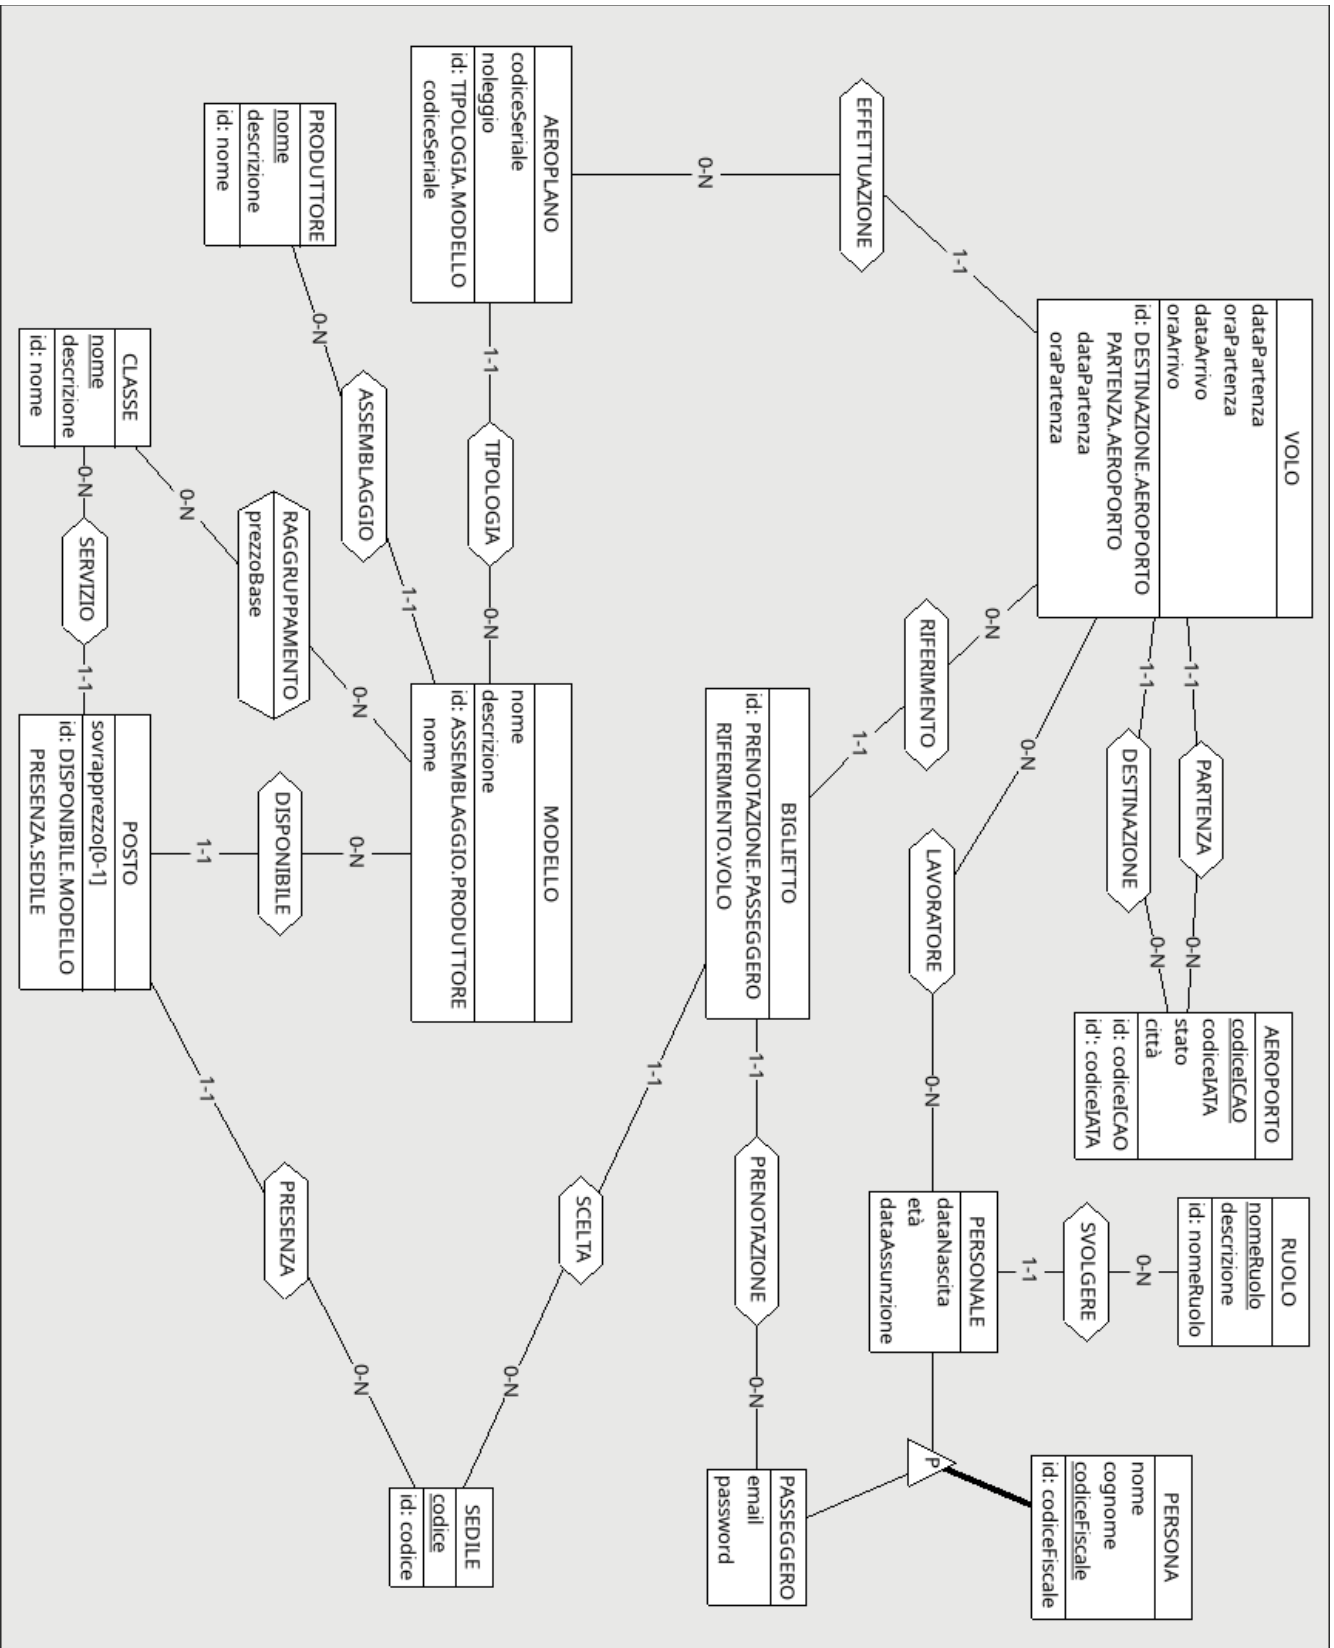 VOLO
dataPartenza
oraPartenza
dataArrivo
oraArrivo
id: DESTINAZIONE.AEROPORTO
PARTENZA.AEROPORTO
dataPartenza
oraPartenza
1-1
PARTENZA
0-N
1-1
DESTINAZIONE
0-N
AEROPORTO
codiceICAO
codiceIATA
stato
città
id: codiceICAO
id': codiceIATA
RUOLO
nomeRuolo
descrizione
id: nomeRuolo
0-N
SVOLGERE
1-1
PERSONA
nome
cognome
codiceFiscale
id: codiceFiscale
1-1
EFFETTUAZIONE
0-N
0-N
RIFERIMENTO
1-1
0-N
LAVORATORE
0-N
PERSONALE
dataNascita
età
dataAssunzione
P
BIGLIETTO
id: PRENOTAZIONE.PASSEGGERO
RIFERIMENTO.VOLO
1-1
PRENOTAZIONE
0-N
PASSEGGERO
email
password
1-1
SCELTA
0-N
AEROPLANO
codiceSeriale
noleggio
id: TIPOLOGIA.MODELLO
codiceSeriale
1-1
TIPOLOGIA
0-N
MODELLO
nome
descrizione
id: ASSEMBLAGGIO.PRODUTTORE
nome
SEDILE
codice
id: codice
PRODUTTORE
nome
descrizione
id: nome
0-N
ASSEMBLAGGIO
1-1
0-N
RAGGRUPPAMENTO
prezzoBase
0-N
0-N
DISPONIBILE
1-1
0-N
PRESENZA
1-1
CLASSE
nome
descrizione
id: nome
0-N
SERVIZIO
1-1
POSTO
sovrapprezzo[0-1]
id: DISPONIBILE.MODELLO
PRESENZA.SEDILE